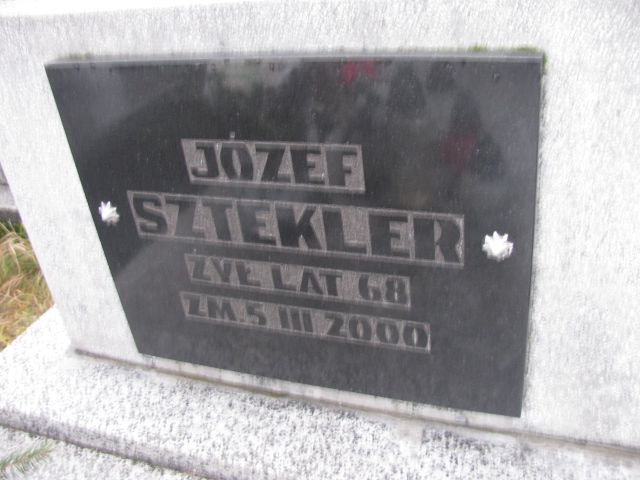 JÓZEF
SZTEKLER
ŻYŁ LAT 68
ZM. 5 III 2000